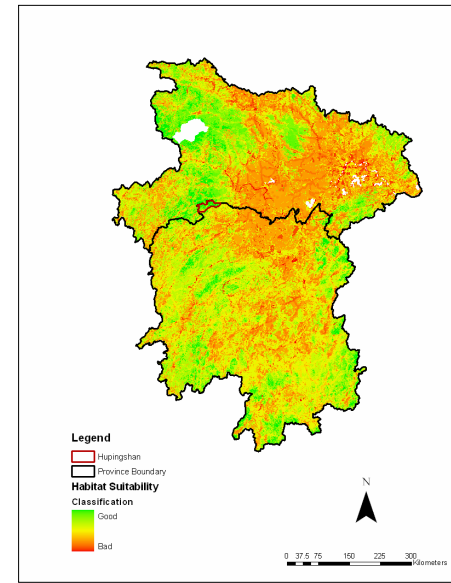 Legend
Hupingshan
Province Boundary
Habitat Suitability
Classification
Good
Bad
N
0 37.5 75 150 225 300
Kilometers